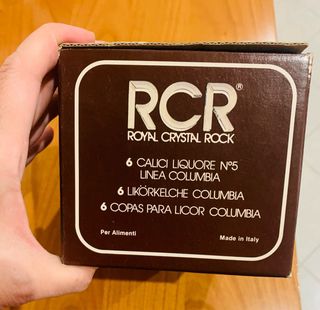 RCR®
ROYAL CRYSTAL ROCK
6 CALICI LIQUORE N°5
LINEA COLUMBIA
6 LIKÖRKELCHE COLUMBIA
6 COPAS PARA LICOR COLUMBIA
Per Alimenti
Made in Italy